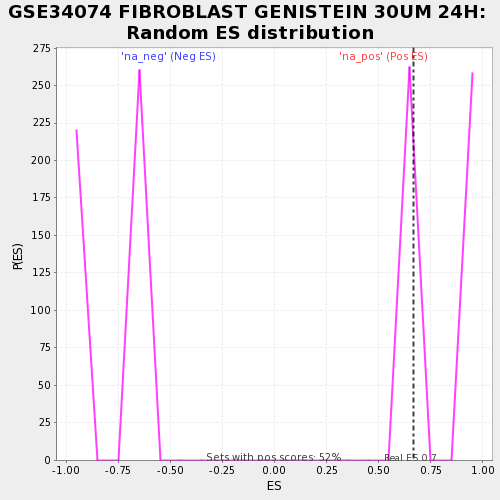 GSE34074 FIBROBLAST GENISTEIN 30UM 24H:
Random ES distribution
'na_neg' (Neg ES)
'na_pos' (Pos ES)
P(ES)
275
250
225
200
175
150
125
100
75
50
25
0
Sets with pos scores: 52%
Real ES 0.7
-1.00 -0.75 -0.50 -0.25 0.00 0.25 0.50 0.75 1.00
ES